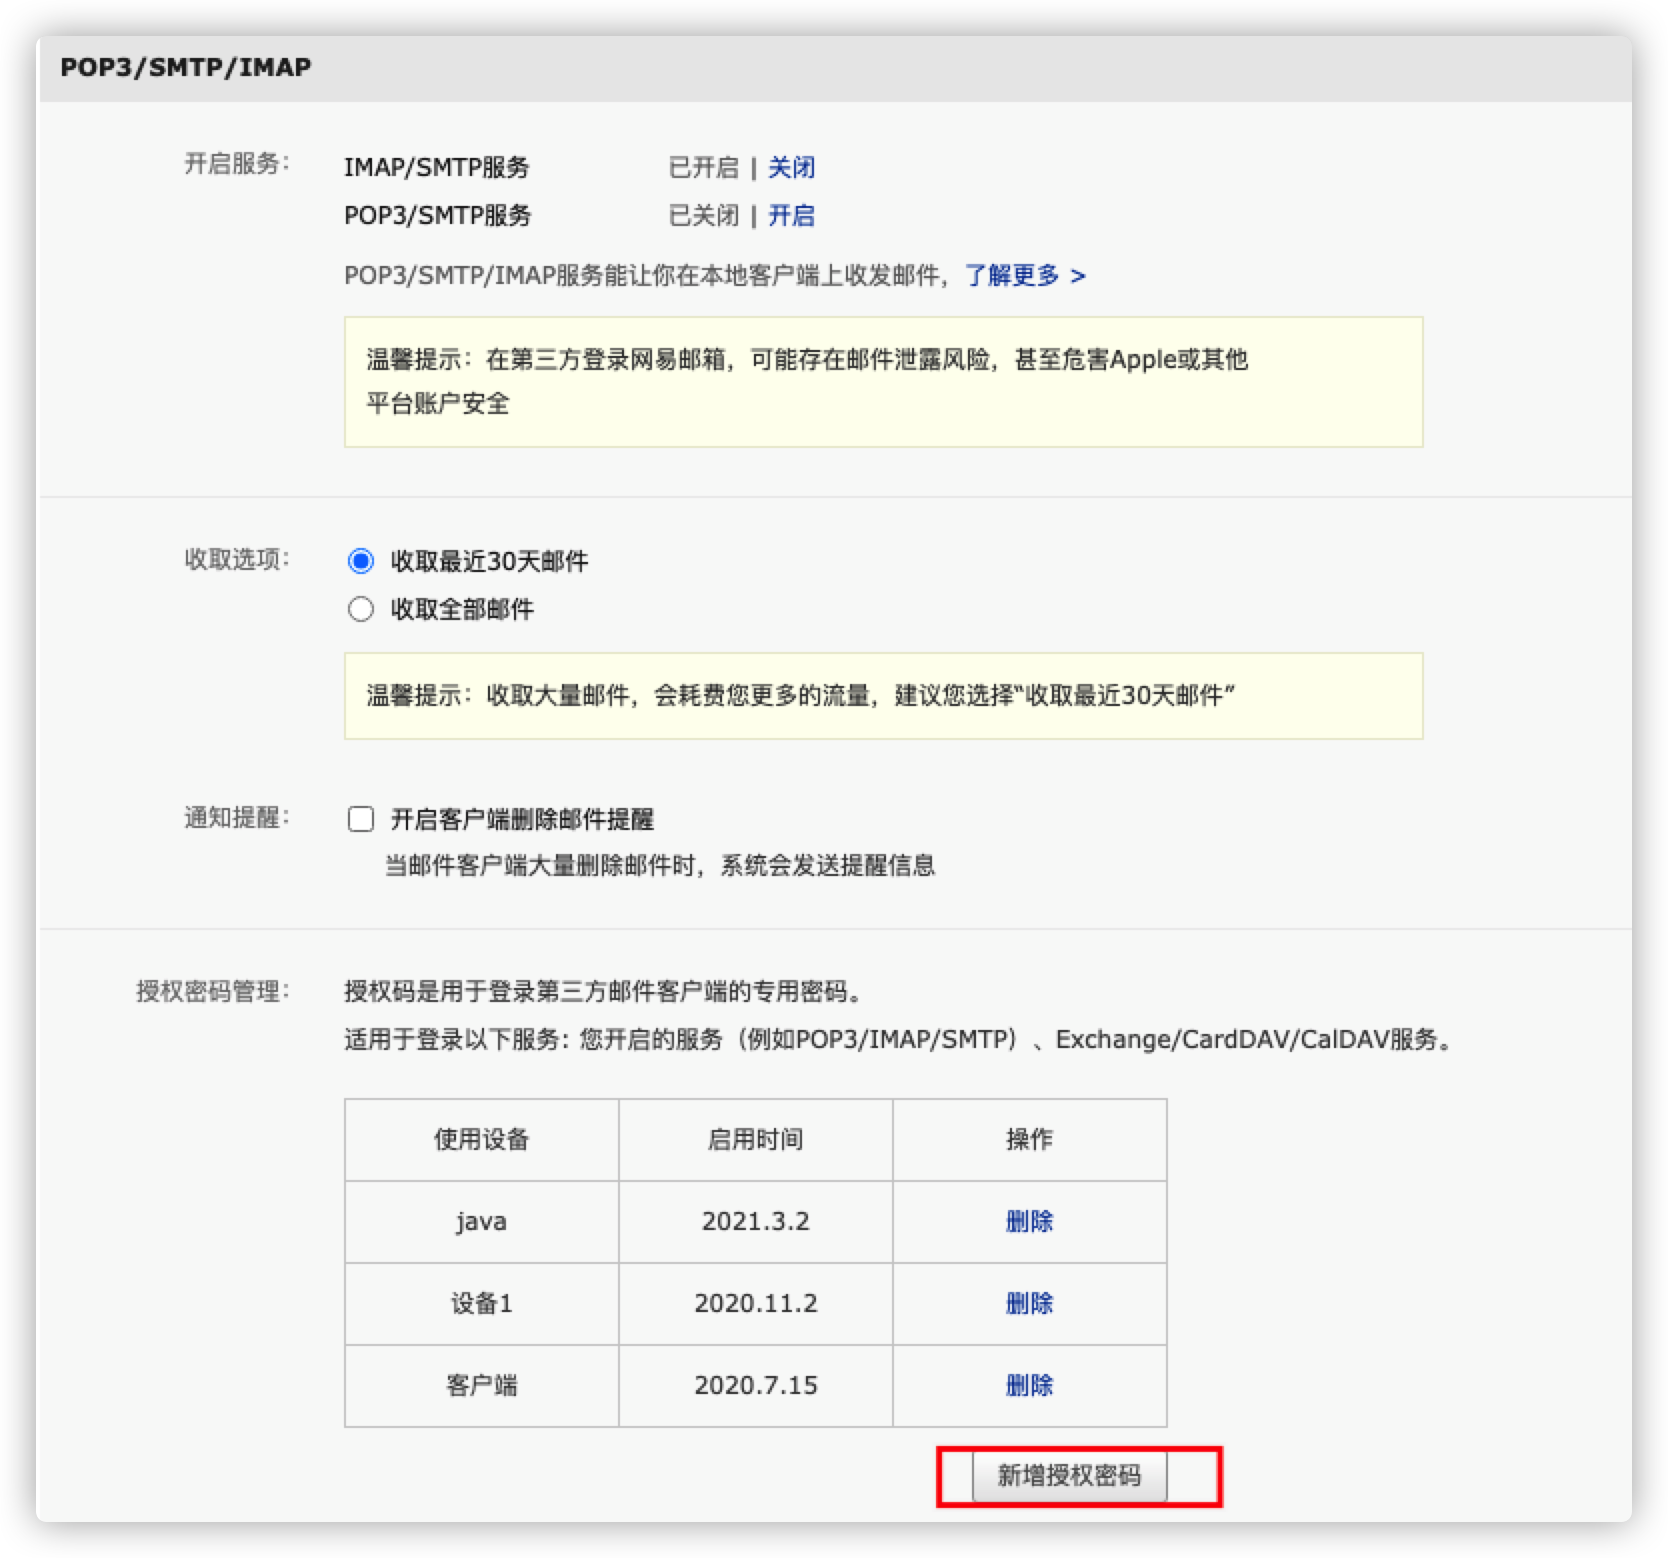 POP3/SMTP/IMAP
开启服务：
IMAP/SMTP服务 已开启 | 关闭
POP3/SMTP服务 已关闭 | 开启
POP3/SMTP/IMAP服务能让你在本地客户端上收发邮件，了解更多 >
温馨提示：在第三方登录网易邮箱，可能存在邮件泄露风险，甚至危害Apple或其他
平台账户安全
收取选项：
收取最近30天邮件
收取全部邮件
温馨提示：收取大量邮件，会耗费您更多的流量，建议您选择“收取最近30天邮件”
通知提醒：
开启客户端删除邮件提醒
当邮件客户端大量删除邮件时，系统会发送提醒信息
授权密码管理：
授权码是用于登录第三方邮件客户端的专用密码。
适用于登录以下服务：您开启的服务（例如POP3/IMAP/SMTP）、Exchange/CardDAV/CalDAV服务。
使用设备 启用时间 操作
java 2021.3.2 删除
设备1 2020.11.2 删除
客户端 2020.7.15 删除
新增授权密码